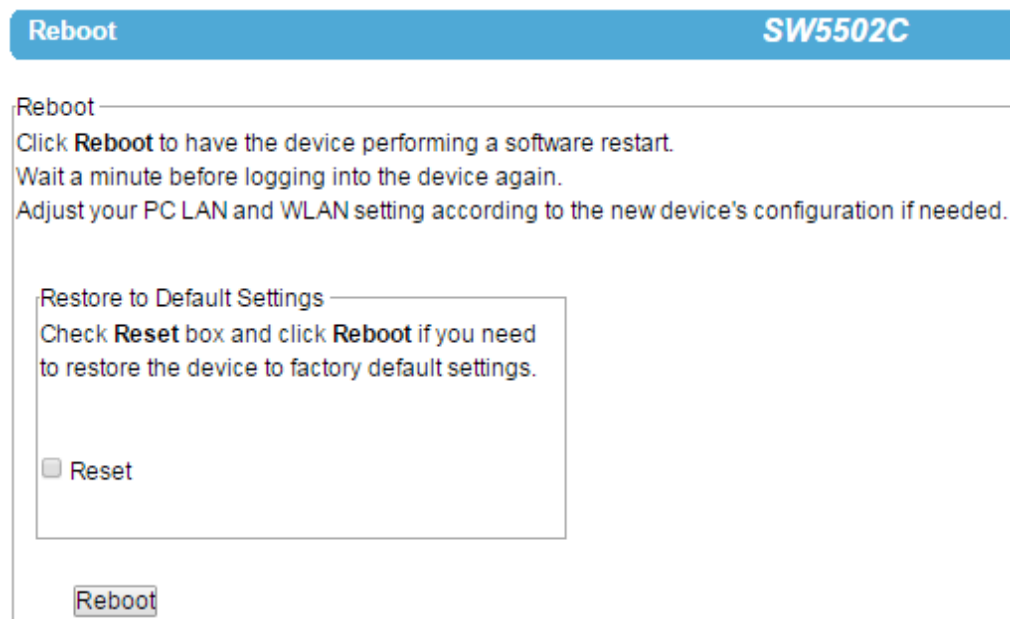 Reboot SW5502C
Reboot
Click Reboot to have the device performing a software restart.
Wait a minute before logging into the device again.
Adjust your PC LAN and WLAN setting according to the new device's configuration if needed.
Restore to Default Settings
Check Reset box and click Reboot if you need
to restore the device to factory default settings.
Reset
Reboot